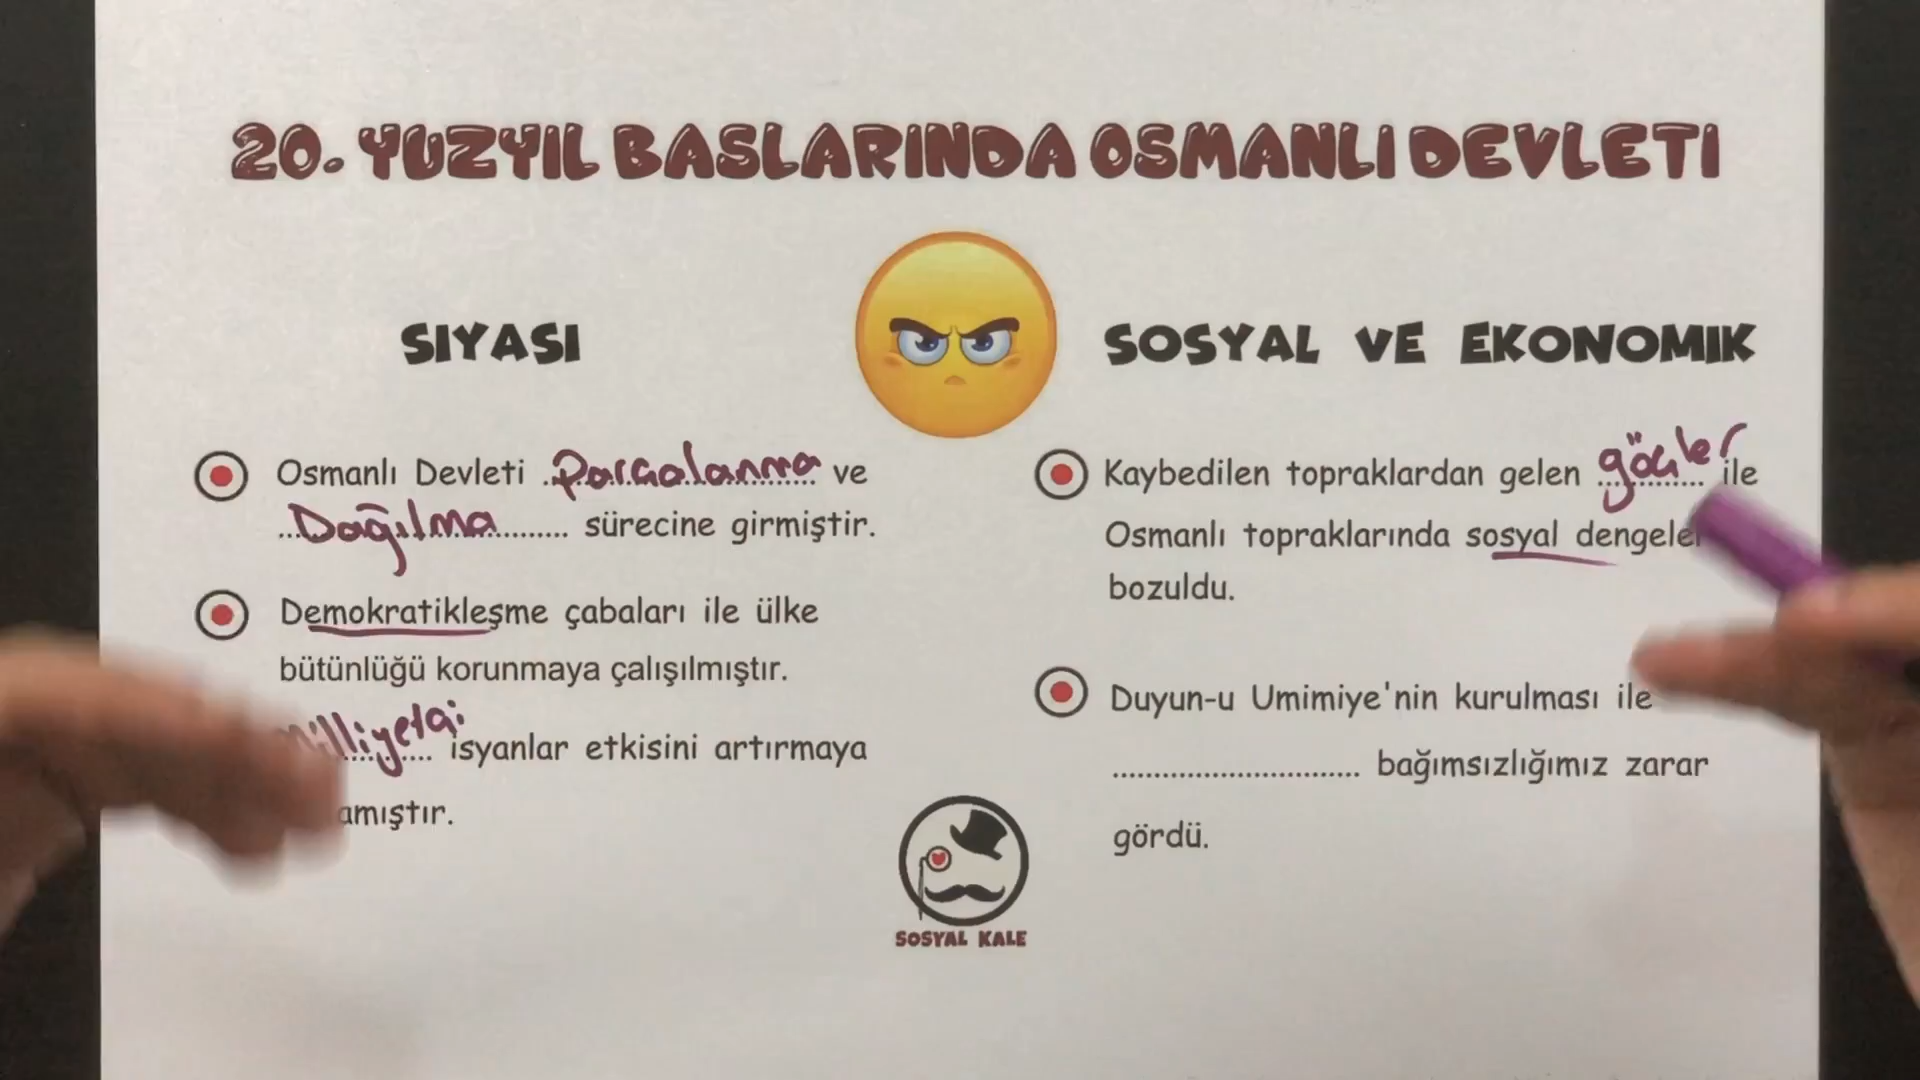 20. YUZYIL BASLARINDA OSMANLI DEVLETI
SIYASI
Osmanlı Devleti Parçalanma ve
Dağılma sürecine girmiştir.
Demokratikleşme çabaları ile ülke
bütünlüğü korunmaya çalışılmıştır.
Milliyetçi isyanlar etkisini artırmaya
amıştır.
SOSYAL VE EKONOMIK
Kaybedilen topraklardan gelen göçler ile
Osmanlı topraklarında sosyal dengele
bozuldu.
Duyun-u Umimiye'nin kurulması ile
............................. bağımsızlığımız zarar
gördü.
SOSYAL KALE